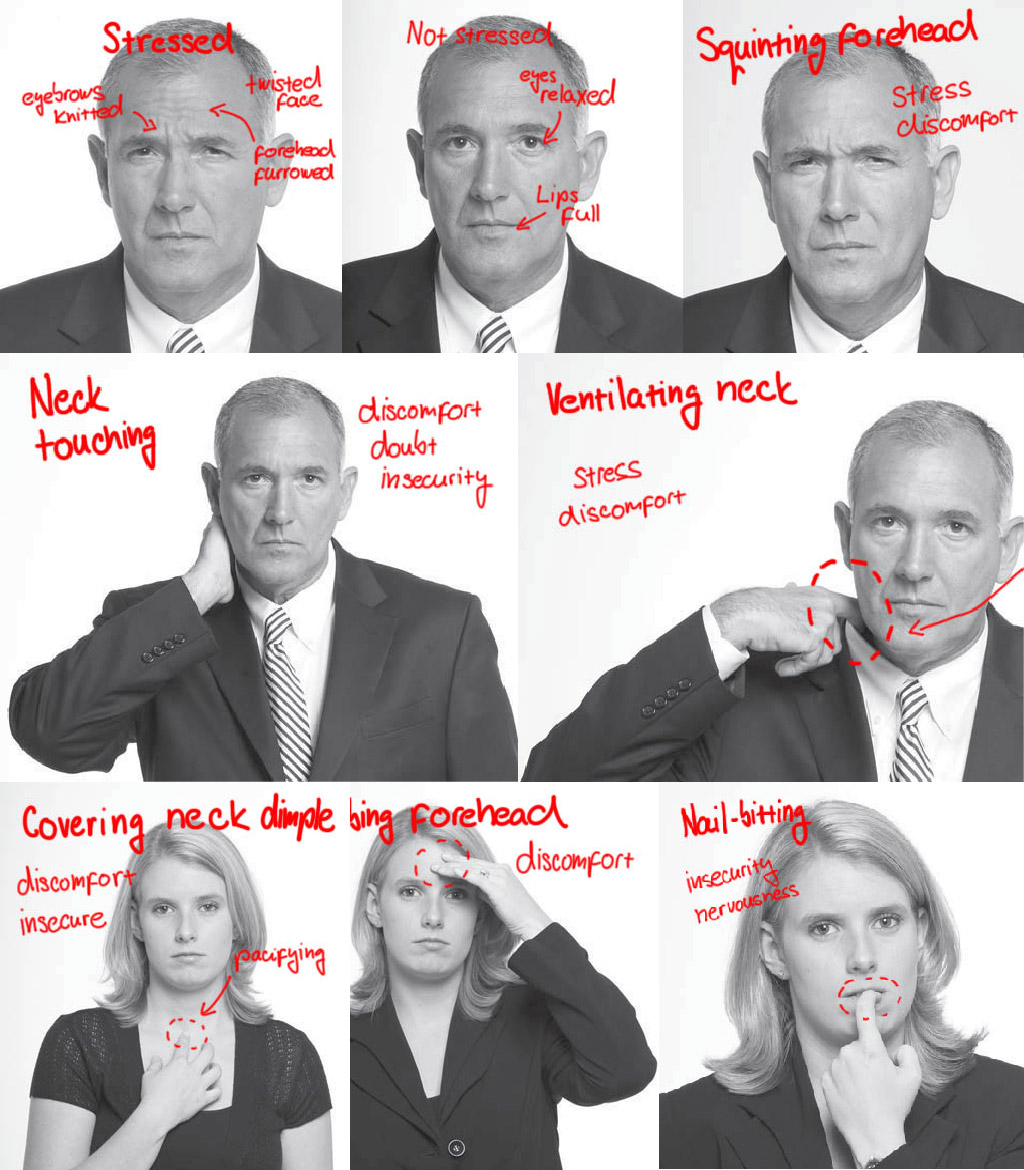 Stressed
eyebrows
knitted
twisted
face
forehead
furrowed
Not stressed
eyes
relaxed
Lips
full
Squinting forehead
Stress
discomfort
Neck
touching
discomfort
doubt
insecurity
Ventilating neck
stress
discomfort
Covering neck dimple
discomfort
insecure
pacifying
bing forehead
discomfort
Nail-bitting
insecurity
nervousness
&